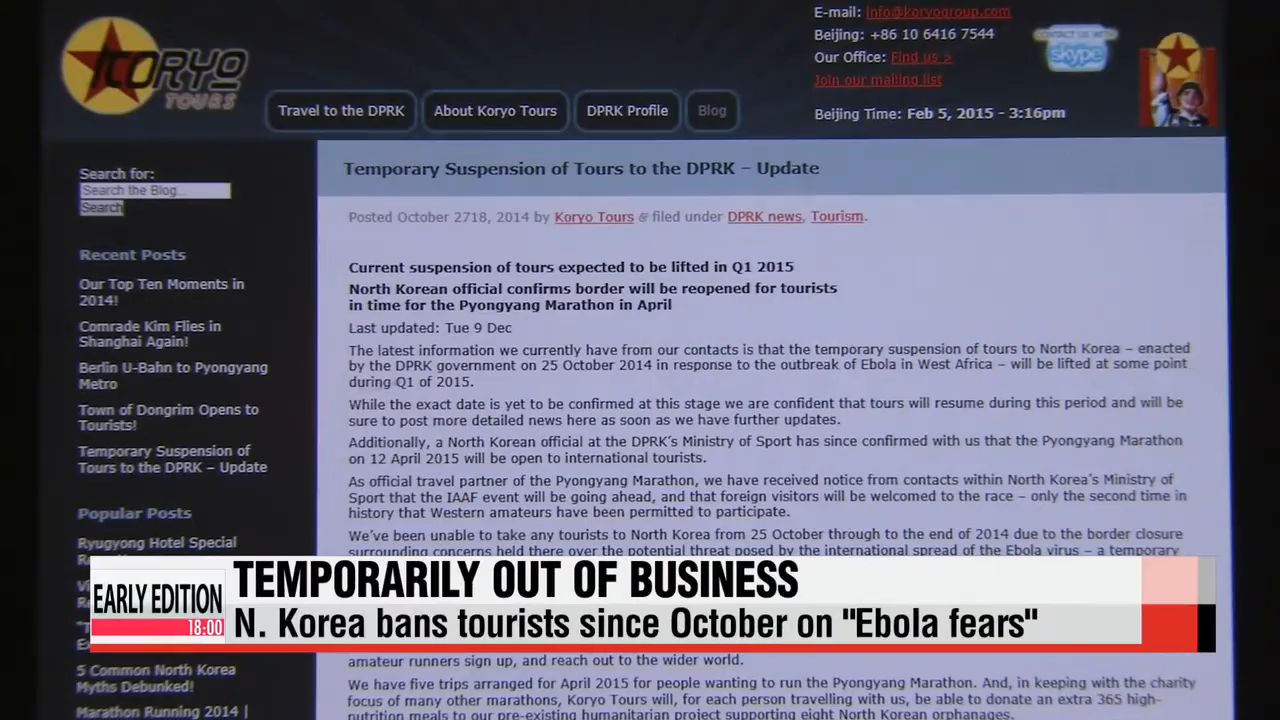 KORYO
TOURS
E-mail: info@koryogroup.com
Beijing: +86 10 6416 7544
Our Office: Find us >
Join our mailing list
CONTACT US WITH
skype
Beijing Time: Feb 5, 2015 - 3:16pm
Travel to the DPRK
About Koryo Tours
DPRK Profile
Blog
Search for:
Search the Blog...
Search
Recent Posts
Our Top Ten Moments in
2014!
Comrade Kim Flies in
Shanghai Again!
Berlin U-Bahn to Pyongyang
Metro
Town of Dongrim Opens to
Tourists!
Temporary Suspension of
Tours to the DPRK – Update
Popular Posts
Ryugyong Hotel Special
5 Common North Korea
Myths Debunked!
Marathon Running 2014 |
Temporary Suspension of Tours to the DPRK – Update
Posted October 2718, 2014 by Koryo Tours filed under DPRK news, Tourism.
Current suspension of tours expected to be lifted in Q1 2015
North Korean official confirms border will be reopened for tourists
in time for the Pyongyang Marathon in April
Last updated: Tue 9 Dec
The latest information we currently have from our contacts is that the temporary suspension of tours to North Korea – enacted
by the DPRK government on 25 October 2014 in response to the outbreak of Ebola in West Africa – will be lifted at some point
during Q1 of 2015.
While the exact date is yet to be confirmed at this stage we are confident that tours will resume during this period and will be
sure to post more detailed news here as soon as we have further updates.
Additionally, a North Korean official at the DPRK's Ministry of Sport has since confirmed with us that the Pyongyang Marathon
on 12 April 2015 will be open to international tourists.
As official travel partner of the Pyongyang Marathon, we have received notice from contacts within North Korea's Ministry of
Sport that the IAAF event will be going ahead, and that foreign visitors will be welcomed to the race – only the second time in
history that Western amateurs have been permitted to participate.
We've been unable to take any tourists to North Korea from 25 October through to the end of 2014 due to the border closure
surrounding concerns held there over the potential threat posed by the international spread of the Ebola virus – a temporary
EARLY EDITION
18:00
TEMPORARILY OUT OF BUSINESS
N. Korea bans tourists since October on "Ebola fears"
amateur runners sign up, and reach out to the wider world.
We have five trips arranged for April 2015 for people wanting to run the Pyongyang Marathon. And, in keeping with the charity
focus of many other marathons, Koryo Tours will, for each person travelling with us, be able to donate an extra 365 high-
nutrition meals to our pre-existing humanitarian project supporting eight North Korean orphanages.